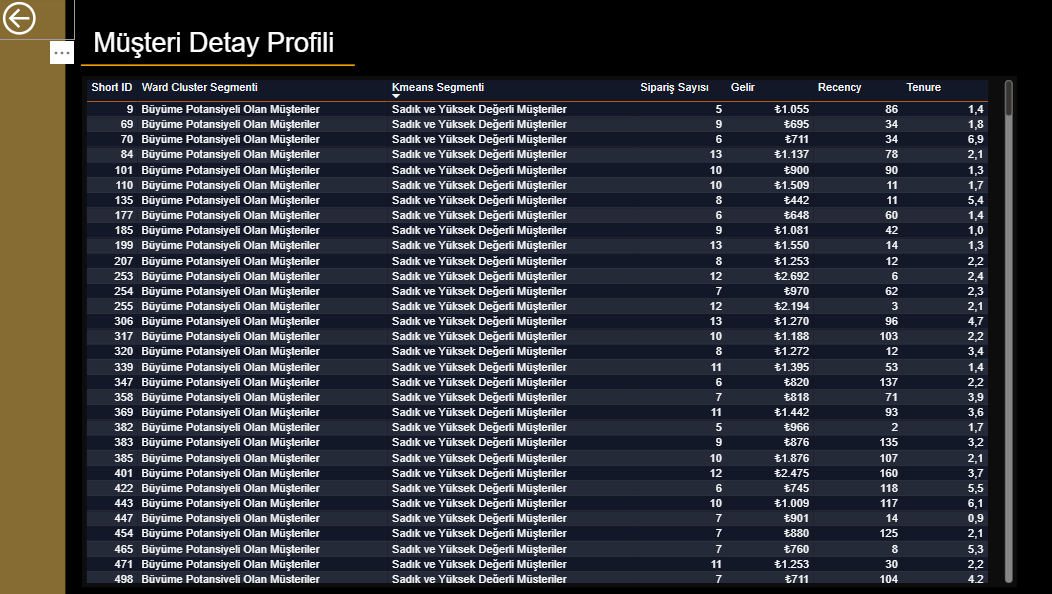 Müşteri Detay Profili
Short ID Ward Cluster Segmenti Kmeans Segmenti Sipariş Sayısı Gelir Recency Tenure
9 Büyüme Potansiyeli Olan Müşteriler Sadık ve Yüksek Değerli Müşteriler 5 ₺1.055 86 1,4
69 Büyüme Potansiyeli Olan Müşteriler Sadık ve Yüksek Değerli Müşteriler 9 ₺695 34 1,8
70 Büyüme Potansiyeli Olan Müşteriler Sadık ve Yüksek Değerli Müşteriler 6 ₺711 34 6,9
84 Büyüme Potansiyeli Olan Müşteriler Sadık ve Yüksek Değerli Müşteriler 13 ₺1.137 78 2,1
101 Büyüme Potansiyeli Olan Müşteriler Sadık ve Yüksek Değerli Müşteriler 10 ₺900 90 1,3
110 Büyüme Potansiyeli Olan Müşteriler Sadık ve Yüksek Değerli Müşteriler 10 ₺1.509 11 1,7
135 Büyüme Potansiyeli Olan Müşteriler Sadık ve Yüksek Değerli Müşteriler 8 ₺442 11 5,4
177 Büyüme Potansiyeli Olan Müşteriler Sadık ve Yüksek Değerli Müşteriler 6 ₺648 60 1,4
185 Büyüme Potansiyeli Olan Müşteriler Sadık ve Yüksek Değerli Müşteriler 9 ₺1.081 42 1,0
199 Büyüme Potansiyeli Olan Müşteriler Sadık ve Yüksek Değerli Müşteriler 13 ₺1.550 14 1,3
207 Büyüme Potansiyeli Olan Müşteriler Sadık ve Yüksek Değerli Müşteriler 8 ₺1.253 12 2,2
253 Büyüme Potansiyeli Olan Müşteriler Sadık ve Yüksek Değerli Müşteriler 12 ₺2.692 6 2,4
254 Büyüme Potansiyeli Olan Müşteriler Sadık ve Yüksek Değerli Müşteriler 7 ₺970 62 2,3
255 Büyüme Potansiyeli Olan Müşteriler Sadık ve Yüksek Değerli Müşteriler 12 ₺2.194 3 2,1
306 Büyüme Potansiyeli Olan Müşteriler Sadık ve Yüksek Değerli Müşteriler 13 ₺1.270 96 4,7
317 Büyüme Potansiyeli Olan Müşteriler Sadık ve Yüksek Değerli Müşteriler 10 ₺1.188 103 2,2
320 Büyüme Potansiyeli Olan Müşteriler Sadık ve Yüksek Değerli Müşteriler 8 ₺1.272 12 3,4
339 Büyüme Potansiyeli Olan Müşteriler Sadık ve Yüksek Değerli Müşteriler 11 ₺1.395 53 1,4
347 Büyüme Potansiyeli Olan Müşteriler Sadık ve Yüksek Değerli Müşteriler 6 ₺820 137 2,2
358 Büyüme Potansiyeli Olan Müşteriler Sadık ve Yüksek Değerli Müşteriler 7 ₺818 71 3,9
369 Büyüme Potansiyeli Olan Müşteriler Sadık ve Yüksek Değerli Müşteriler 11 ₺1.442 93 3,6
382 Büyüme Potansiyeli Olan Müşteriler Sadık ve Yüksek Değerli Müşteriler 5 ₺966 2 1,7
383 Büyüme Potansiyeli Olan Müşteriler Sadık ve Yüksek Değerli Müşteriler 9 ₺876 135 3,2
385 Büyüme Potansiyeli Olan Müşteriler Sadık ve Yüksek Değerli Müşteriler 10 ₺1.876 107 2,1
401 Büyüme Potansiyeli Olan Müşteriler Sadık ve Yüksek Değerli Müşteriler 12 ₺2.475 160 3,7
422 Büyüme Potansiyeli Olan Müşteriler Sadık ve Yüksek Değerli Müşteriler 6 ₺745 118 5,5
443 Büyüme Potansiyeli Olan Müşteriler Sadık ve Yüksek Değerli Müşteriler 10 ₺1.009 117 6,1
447 Büyüme Potansiyeli Olan Müşteriler Sadık ve Yüksek Değerli Müşteriler 7 ₺901 14 0,9
454 Büyüme Potansiyeli Olan Müşteriler Sadık ve Yüksek Değerli Müşteriler 7 ₺880 125 2,1
465 Büyüme Potansiyeli Olan Müşteriler Sadık ve Yüksek Değerli Müşteriler 7 ₺760 8 5,3
471 Büyüme Potansiyeli Olan Müşteriler Sadık ve Yüksek Değerli Müşteriler 11 ₺1.253 30 2,2
498 Büyüme Potansiyeli Olan Müşteriler Sadık ve Yüksek Değerli Müşteriler 7 ₺711 104 4,2